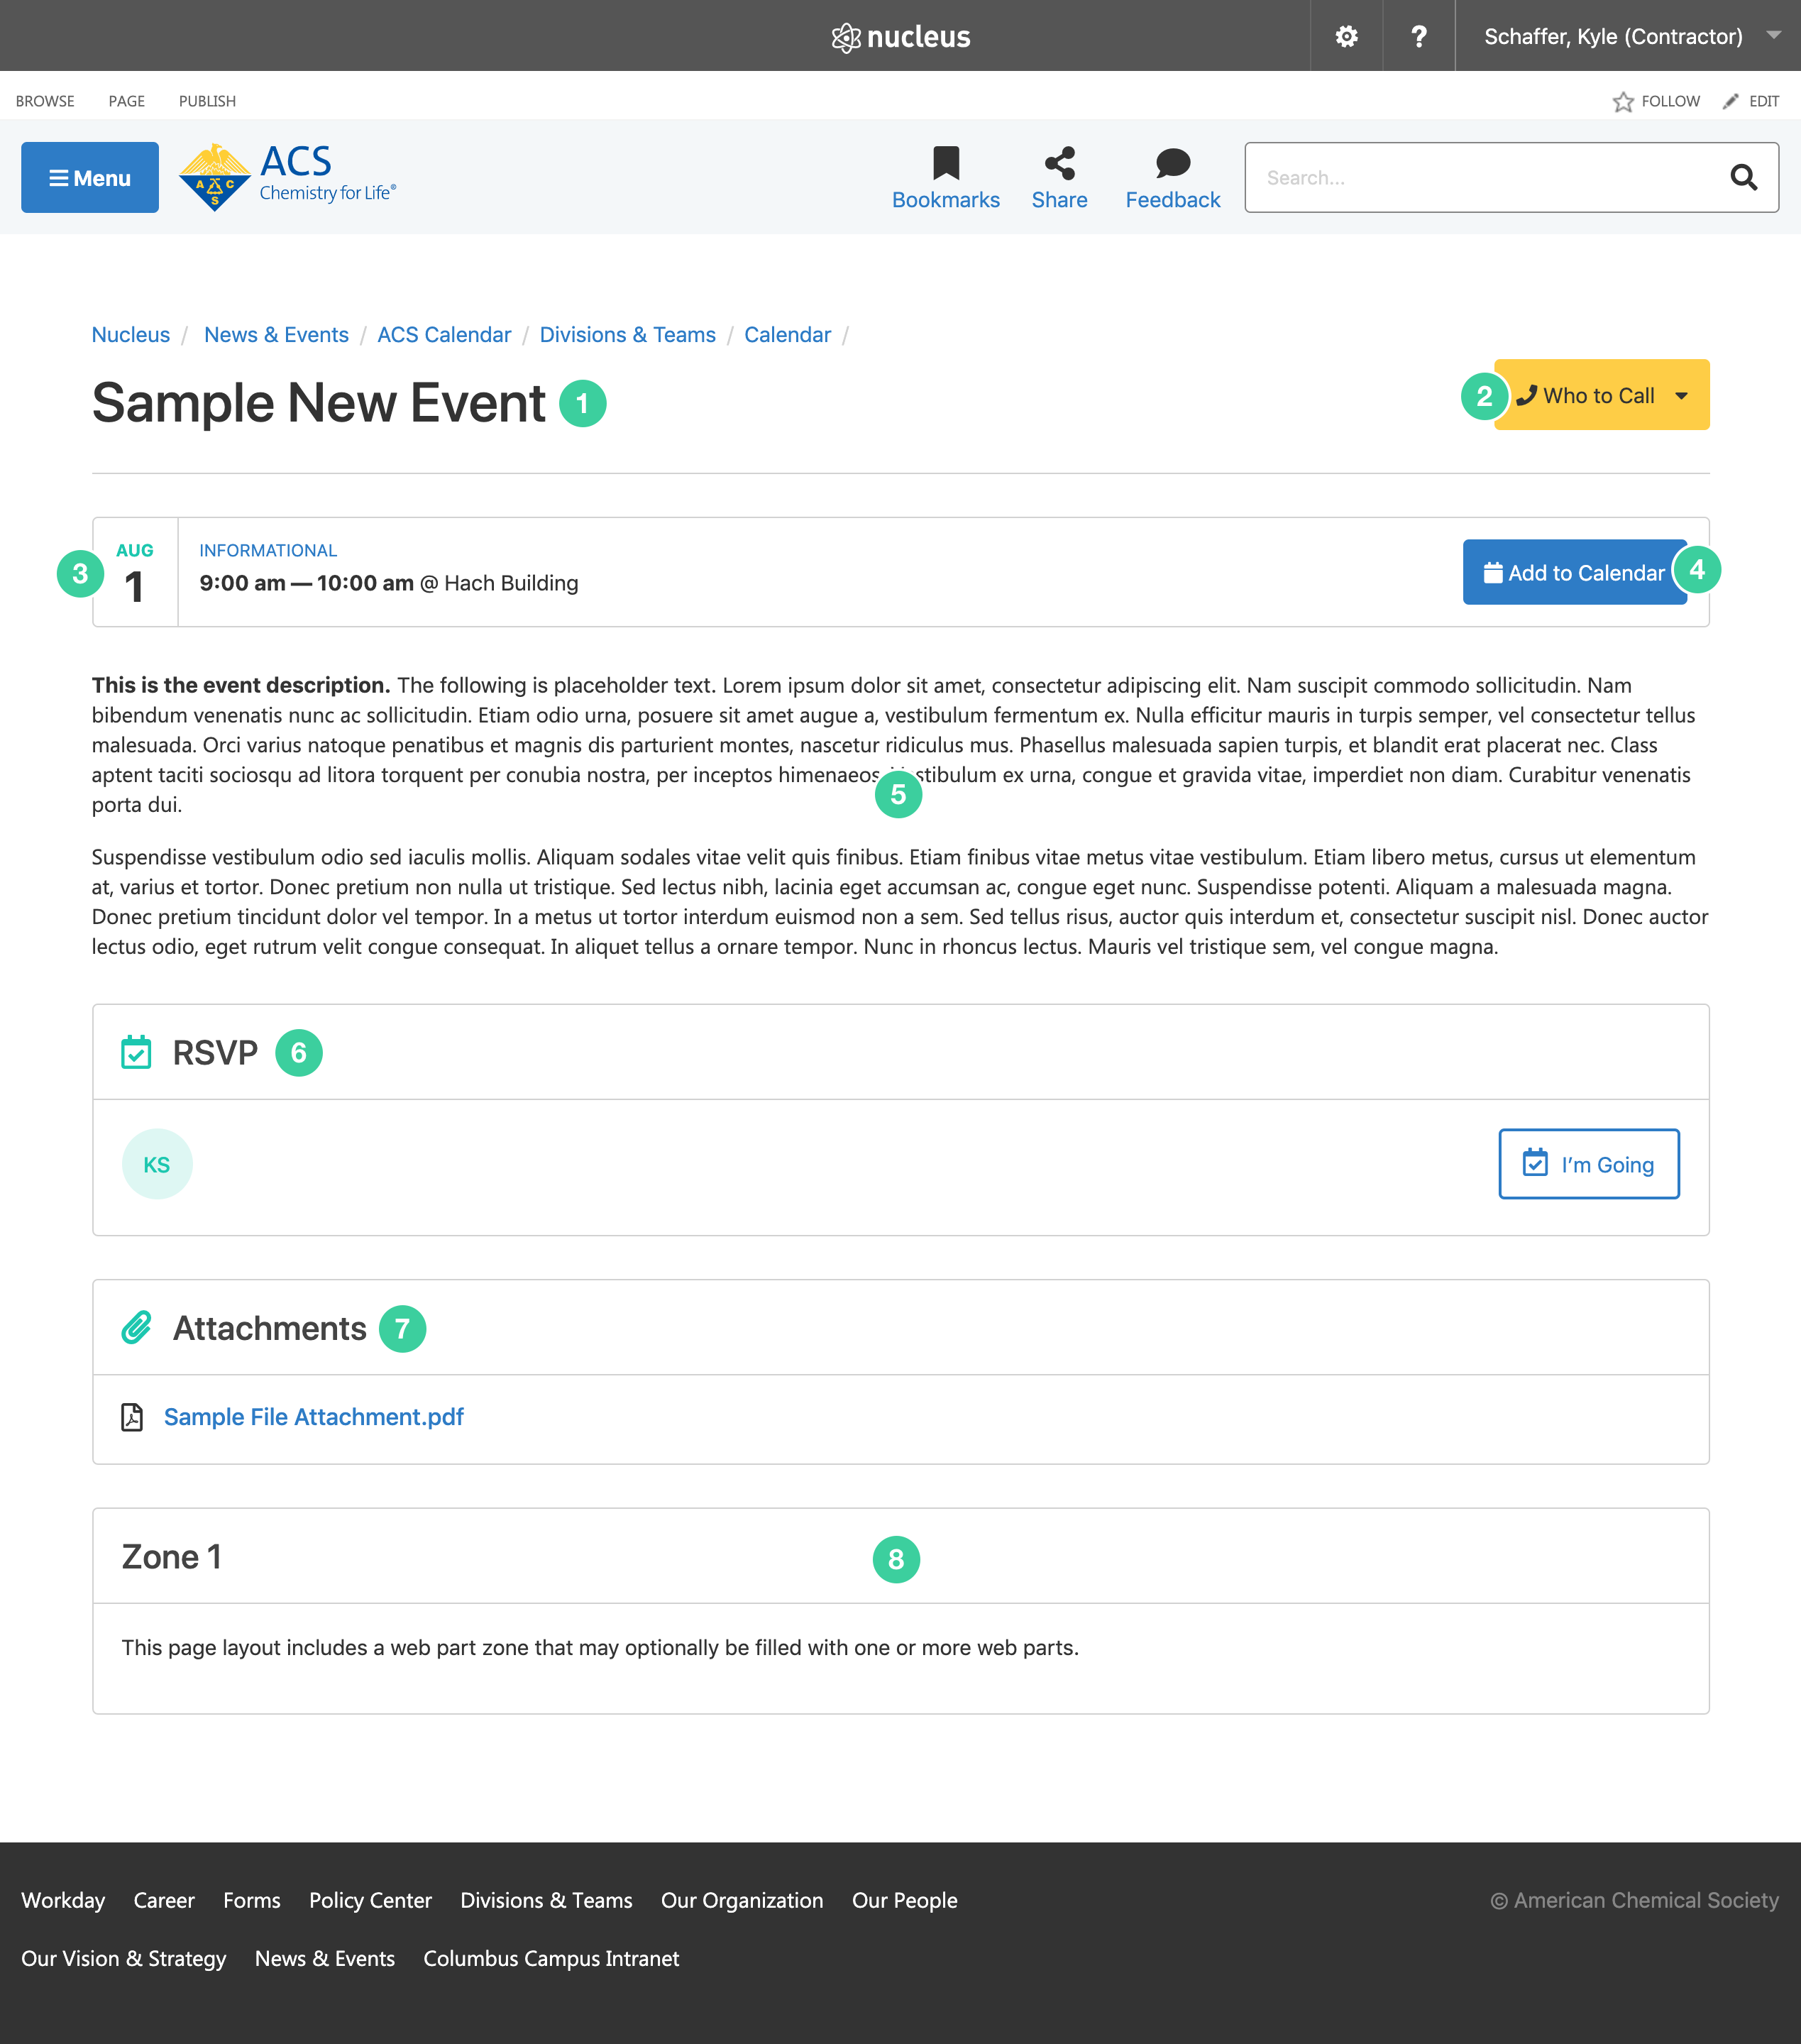 nucleus
?
Schaffer, Kyle (Contractor)
BROWSE PAGE PUBLISH
FOLLOW EDIT
Menu
A C S
ACS
Chemistry for Life®
Bookmarks Share Feedback
Search...
Nucleus / News & Events / ACS Calendar / Divisions & Teams / Calendar /
Sample New Event 1
2 Who to Call
3
AUG
1
INFORMATIONAL
9:00 am — 10:00 am @ Hach Building
Add to Calendar 4
This is the event description. The following is placeholder text. Lorem ipsum dolor sit amet, consectetur adipiscing elit. Nam suscipit commodo sollicitudin. Nam
bibendum venenatis nunc ac sollicitudin. Etiam odio urna, posuere sit amet augue a, vestibulum fermentum ex. Nulla efficitur mauris in turpis semper, vel consectetur tellus
malesuada. Orci varius natoque penatibus et magnis dis parturient montes, nascetur ridiculus mus. Phasellus malesuada sapien turpis, et blandit erat placerat nec. Class
aptent taciti sociosqu ad litora torquent per conubia nostra, per inceptos himenaeos. Vestibulum ex urna, congue et gravida vitae, imperdiet non diam. Curabitur venenatis
porta dui.
5
Suspendisse vestibulum odio sed iaculis mollis. Aliquam sodales vitae velit quis finibus. Etiam finibus vitae metus vitae vestibulum. Etiam libero metus, cursus ut elementum
at, varius et tortor. Donec pretium non nulla ut tristique. Sed lectus nibh, lacinia eget accumsan ac, congue eget nunc. Suspendisse potenti. Aliquam a malesuada magna.
Donec pretium tincidunt dolor vel tempor. In a metus ut tortor interdum euismod non a sem. Sed tellus risus, auctor quis interdum et, consectetur suscipit nisl. Donec auctor
lectus odio, eget rutrum velit congue consequat. In aliquet tellus a ornare tempor. Nunc in rhoncus lectus. Mauris vel tristique sem, vel congue magna.
RSVP 6
KS
I'm Going
Attachments 7
Sample File Attachment.pdf
Zone 1
8
This page layout includes a web part zone that may optionally be filled with one or more web parts.
Workday Career Forms Policy Center Divisions & Teams Our Organization Our People
© American Chemical Society
Our Vision & Strategy News & Events Columbus Campus Intranet